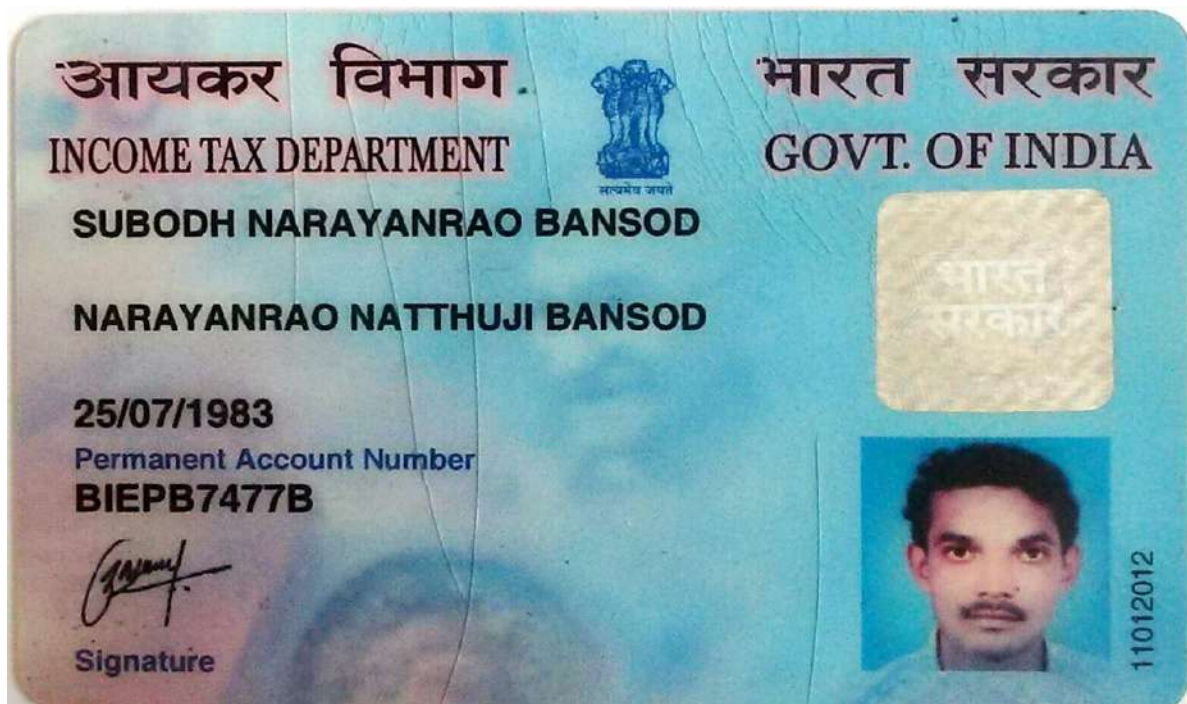 आयकर विभाग
INCOME TAX DEPARTMENT
सत्यमेव जयते
भारत सरकार
GOVT. OF INDIA
SUBODH NARAYANRAO BANSOD
NARAYANRAO NATTHUJI BANSOD
25/07/1983
Permanent Account Number
BIEPB7477B
Signature
भारत
सरकार
11012012